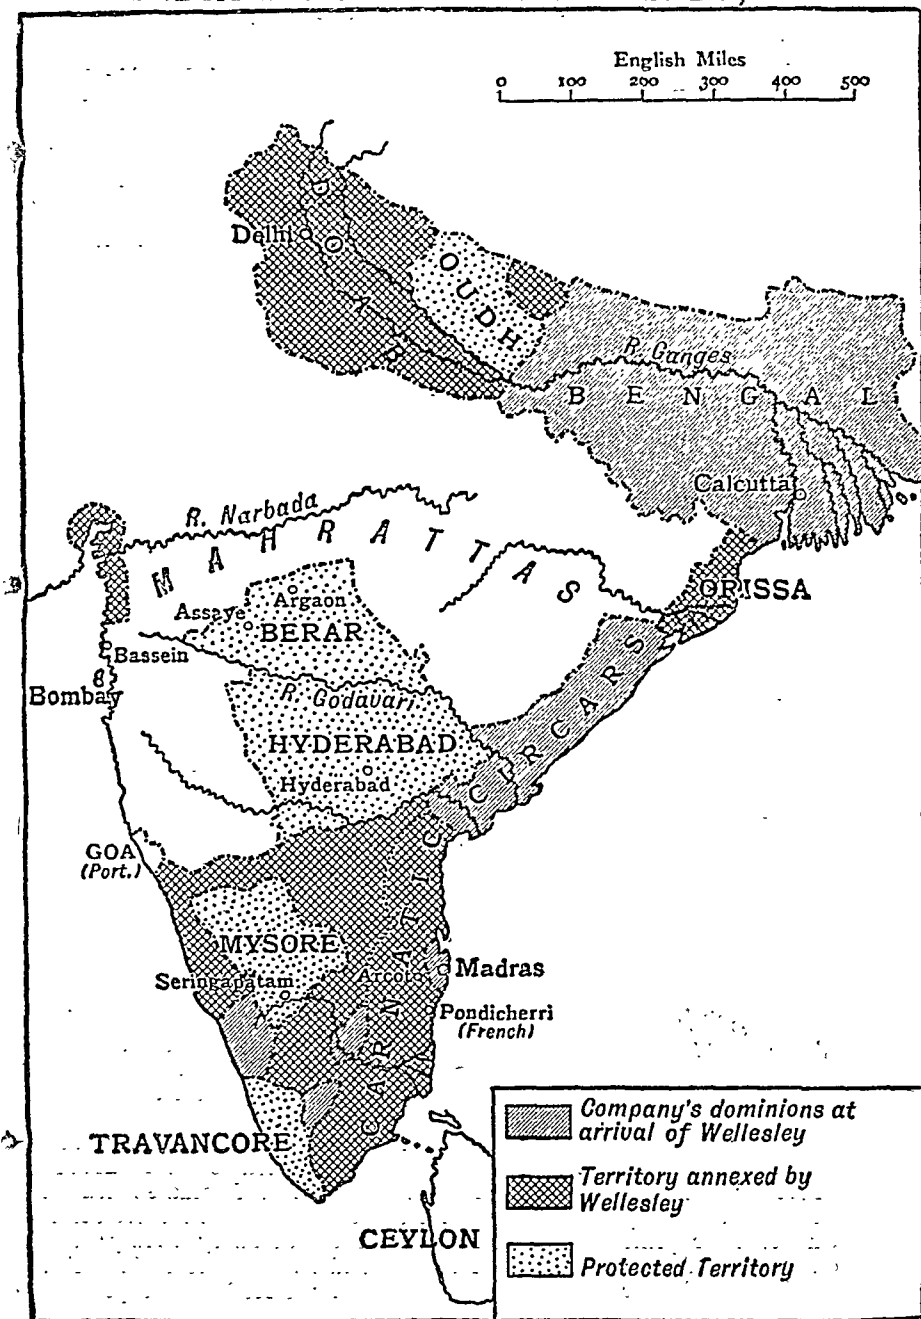 English Miles
0 100 200 300 400 500
DOAB
Delhi
OUDH
R. Ganges
BENGAL
Calcutta
R. Narbada
MAHRATTAS
ORISSA
Argaon
Assaye
BERAR
Bassein
Bombay
R. Godavari
CIRCARS
HYDERABAD
Hyderabad
GOA
(Port.)
CARNATIC
MYSORE
Seringapatam
Arcot
Madras
Pondicherri
(French)
TRAVANCORE
CEYLON
Company's dominions at
arrival of Wellesley
Territory annexed by
Wellesley
Protected Territory